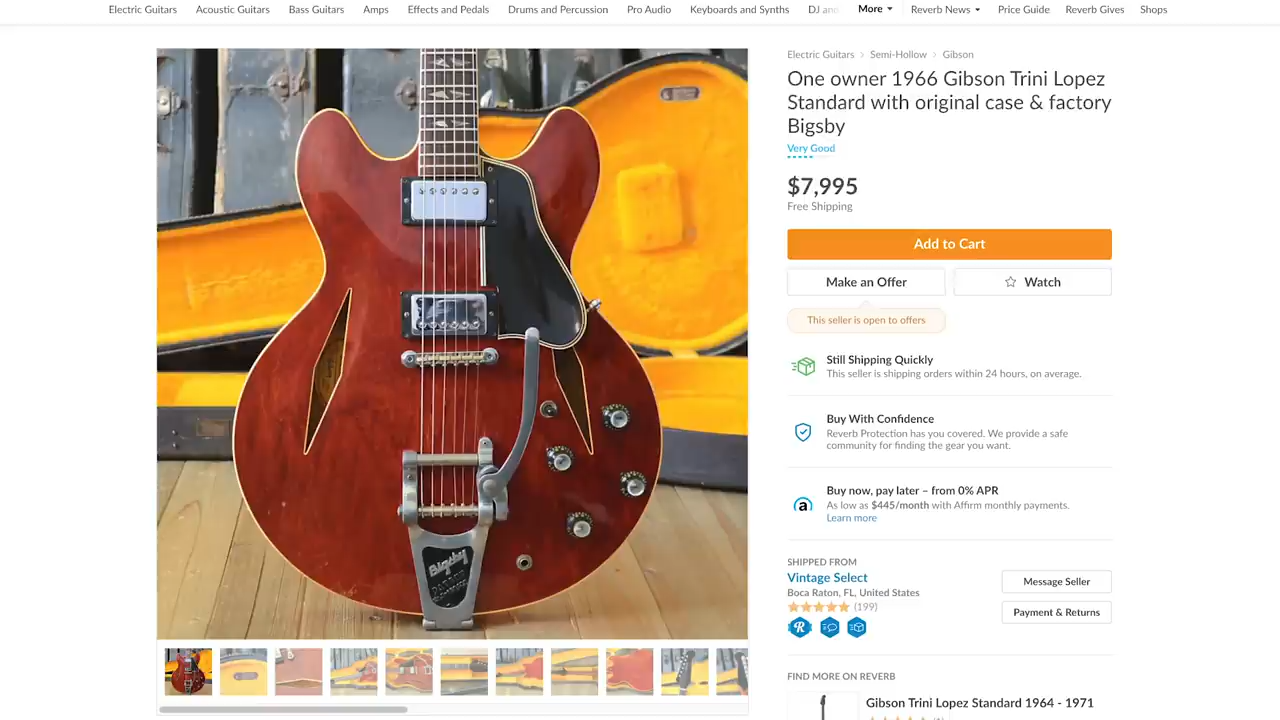 Electric Guitars Acoustic Guitars Bass Guitars Amps Effects and Pedals Drums and Percussion Pro Audio Keyboards and Synths DJ and More Reverb News Price Guide Reverb Gives Shops
Electric Guitars > Semi-Hollow > Gibson
One owner 1966 Gibson Trini Lopez
Standard with original case & factory
Bigsby
Very Good
$7,995
Free Shipping
Add to Cart
Make an Offer
Watch
This seller is open to offers
Still Shipping Quickly
This seller is shipping orders within 24 hours, on average.
Buy With Confidence
Reverb Protection has you covered. We provide a safe
community for finding the gear you want.
Buy now, pay later – from 0% APR
As low as $445/month with Affirm monthly payments.
Learn more
SHIPPED FROM
Vintage Select
Message Seller
Boca Raton, FL, United States
(199)
Payment & Returns
FIND MORE ON REVERB
Gibson Trini Lopez Standard 1964 - 1971
Bigsby